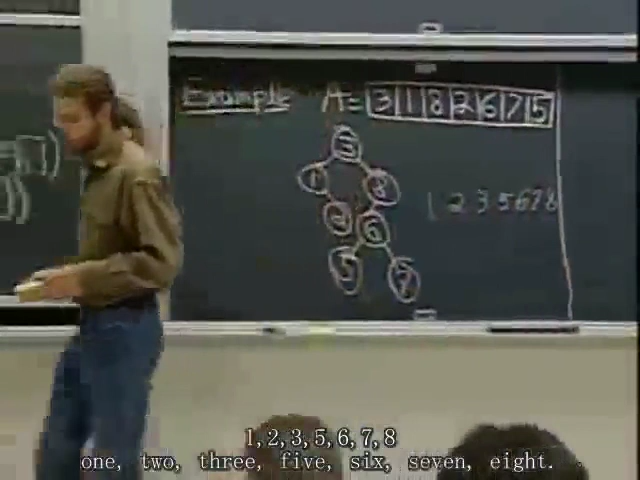 Example A= 3 1 8 2 6 7 5
3
1 8
2 6
5 7
1 2 3 5 6 7 8
1,2,3,5,6,7,8
one, two, three, five, six, seven, eight.